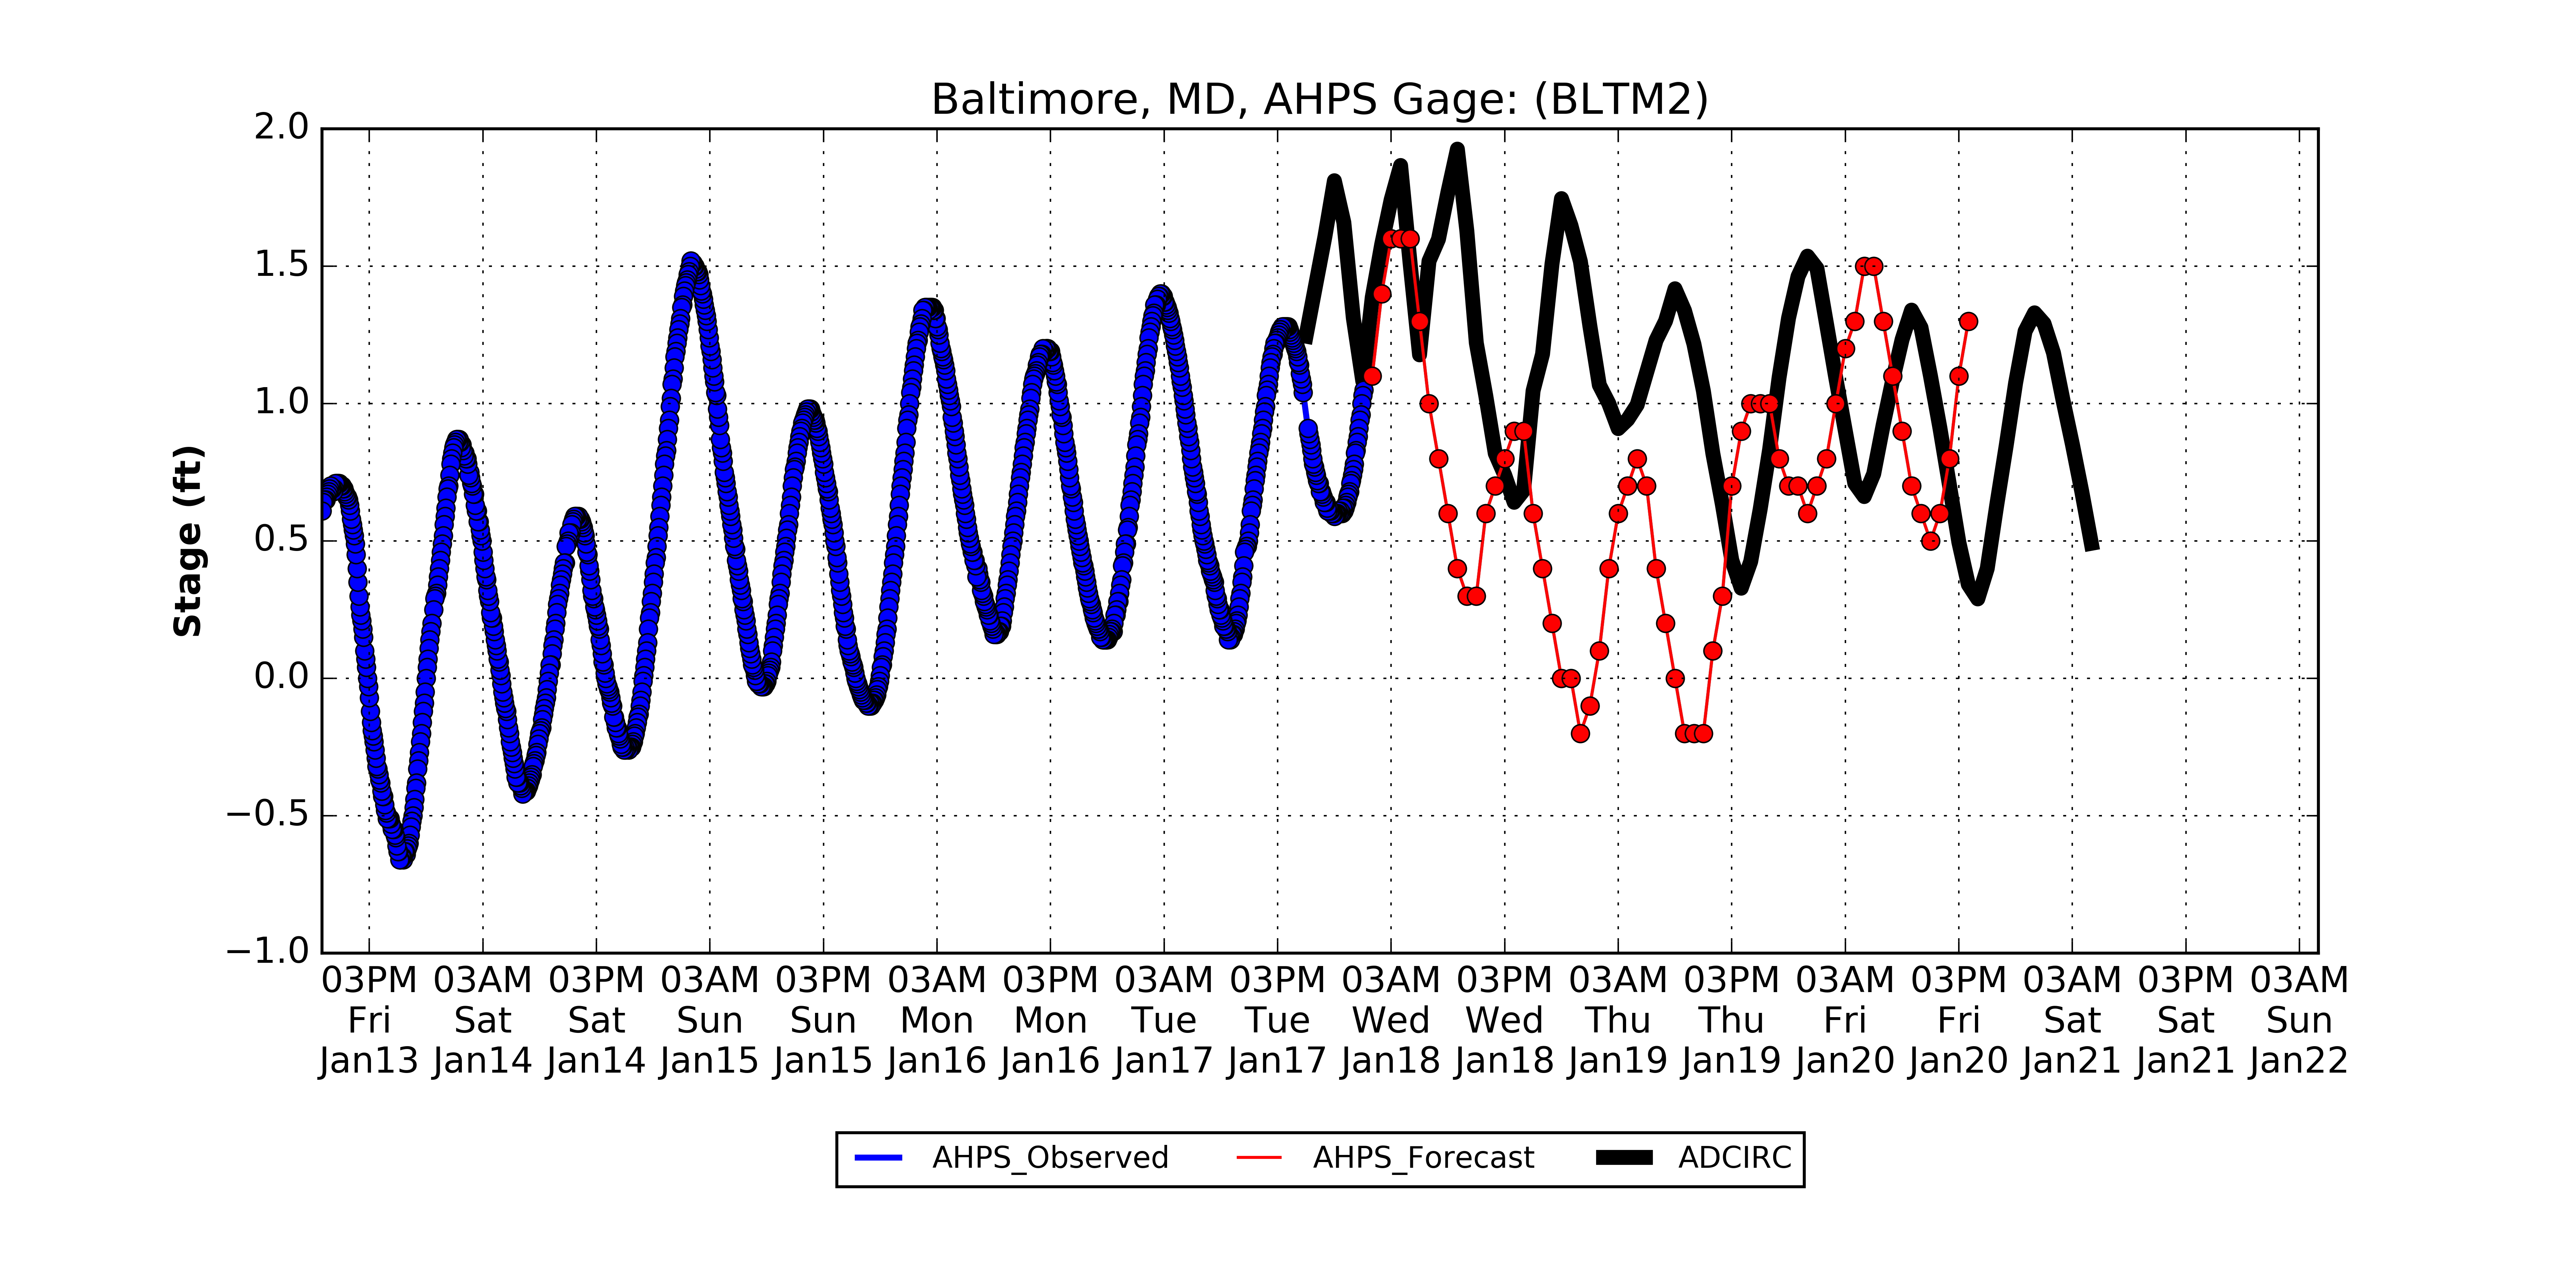 Baltimore, MD, AHPS Gage: (BLTM2)
2.0
1.5
1.0
0.5
0.0
−0.5
−1.0
Stage (ft)
03PM 03AM 03PM 03AM 03PM 03AM 03PM 03AM 03PM 03AM 03PM 03AM 03PM 03AM 03PM 03AM 03PM 03AM
Fri Sat Sat Sun Sun Mon Mon Tue Tue Wed Wed Thu Thu Fri Fri Sat Sat Sun
Jan13 Jan14 Jan14 Jan15 Jan15 Jan16 Jan16 Jan17 Jan17 Jan18 Jan18 Jan19 Jan19 Jan20 Jan20 Jan21 Jan21 Jan22
AHPS_Observed AHPS_Forecast ADCIRC